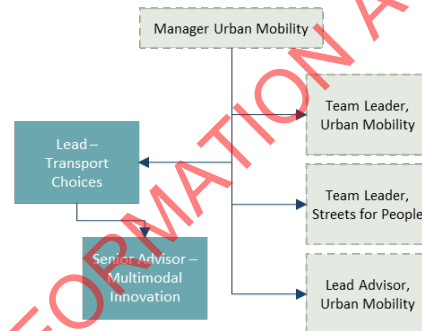 Manager Urban Mobility
Team Leader,
Urban Mobility
Lead –
Transport
Choices
Team Leader,
Streets for People
Senior Advisor –
Multimodal
Innovation
Lead Advisor,
Urban Mobility
FORMATION A